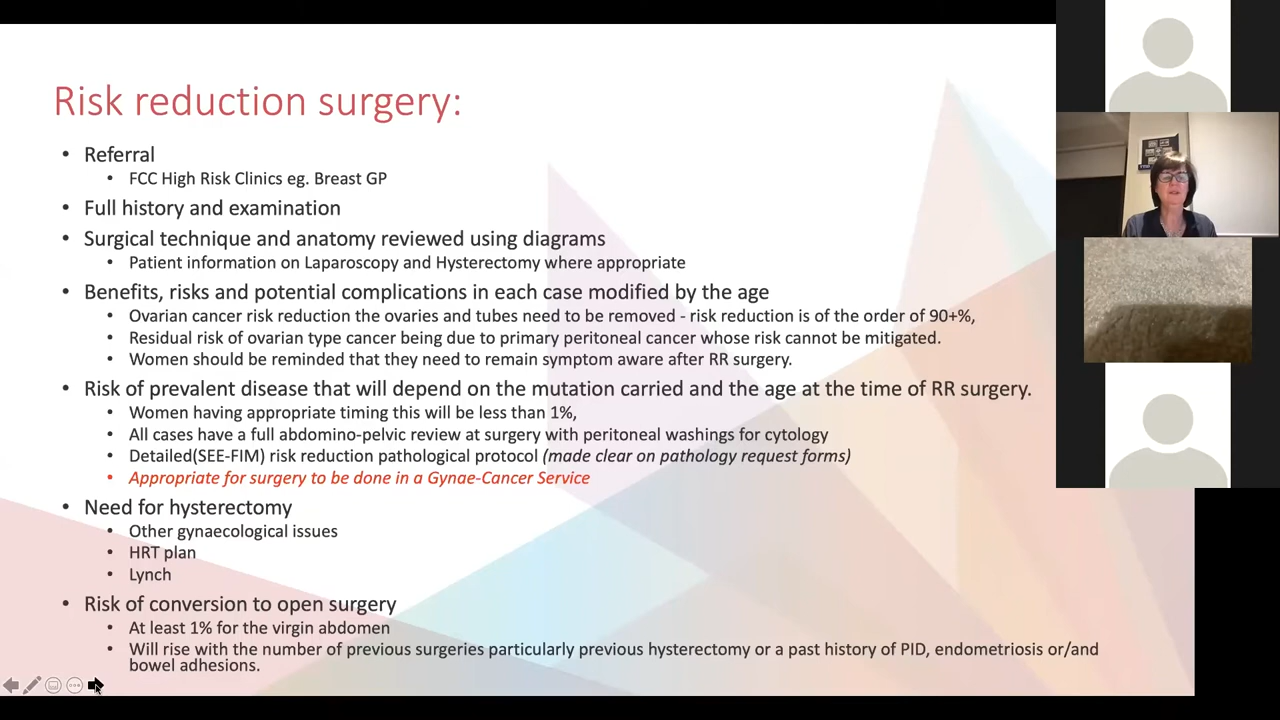 Risk reduction surgery:
• Referral
• FCC High Risk Clinics eg. Breast GP
• Full history and examination
• Surgical technique and anatomy reviewed using diagrams
• Patient information on Laparoscopy and Hysterectomy where appropriate
• Benefits, risks and potential complications in each case modified by the age
• Ovarian cancer risk reduction the ovaries and tubes need to be removed - risk reduction is of the order of 90+%,
• Residual risk of ovarian type cancer being due to primary peritoneal cancer whose risk cannot be mitigated.
• Women should be reminded that they need to remain symptom aware after RR surgery.
• Risk of prevalent disease that will depend on the mutation carried and the age at the time of RR surgery.
• Women having appropriate timing this will be less than 1%,
• All cases have a full abdomino-pelvic review at surgery with peritoneal washings for cytology
• Detailed(SEE-FIM) risk reduction pathological protocol (made clear on pathology request forms)
• Appropriate for surgery to be done in a Gynae-Cancer Service
• Need for hysterectomy
• Other gynaecological issues
• HRT plan
• Lynch
• Risk of conversion to open surgery
• At least 1% for the virgin abdomen
• Will rise with the number of previous surgeries particularly previous hysterectomy or a past history of PID, endometriosis or/and
bowel adhesions.